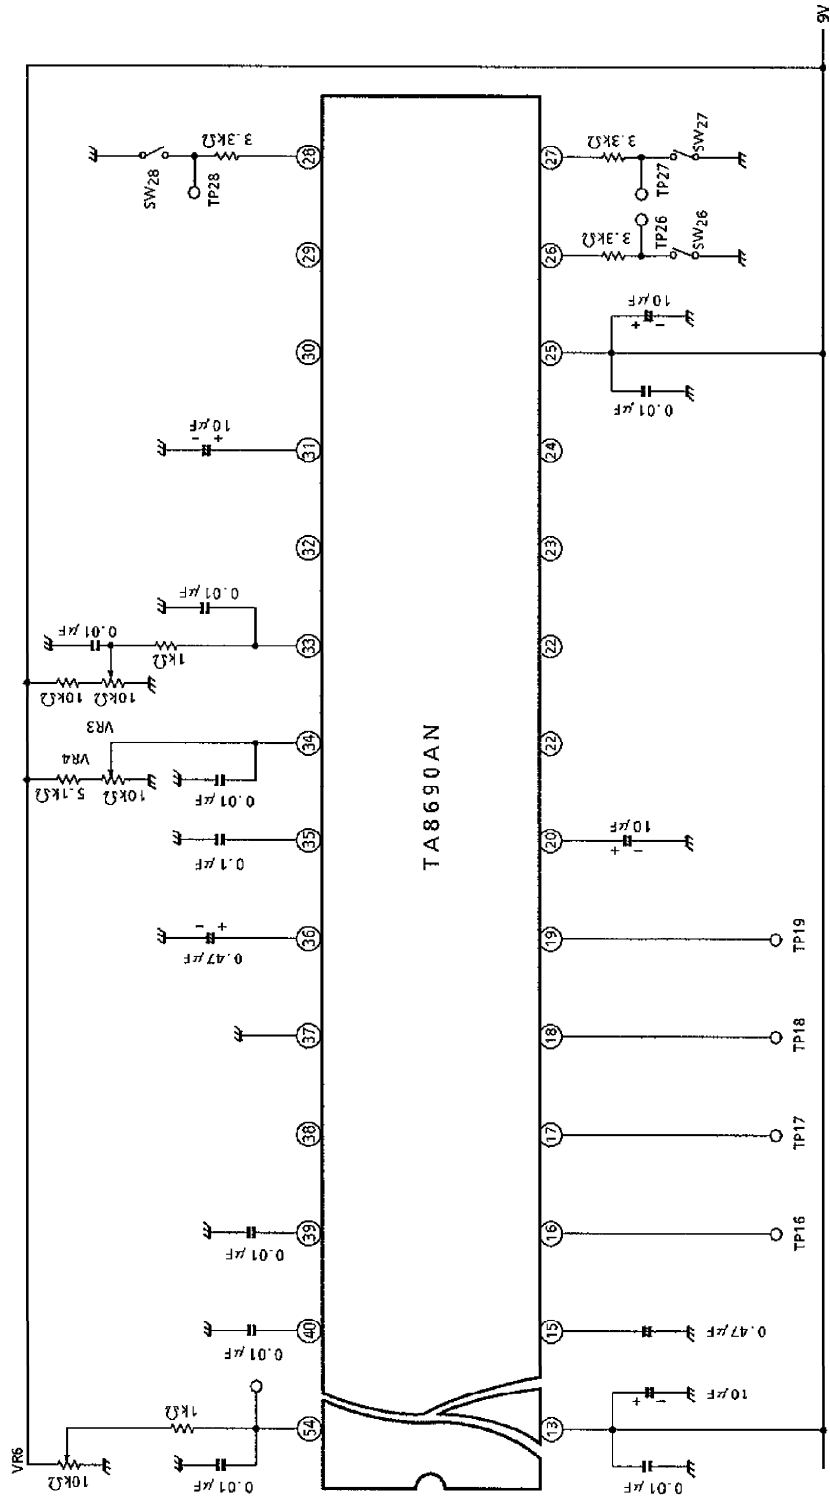 9V
SW28
TP28
3.3kΩ
28
27
3.3kΩ
TP27
SW27
29
26
3.3kΩ
TP26
SW26
30
25
10μF
+
-
0.01μF
10μF
-
+
31
24
32
23
0.01μF
0.01μF
1kΩ
33
22
10kΩ
10kΩ
VR3
34
22
VR4
5.1kΩ
10kΩ
0.01μF
TA8690AN
0.1μF
35
20
10μF
+
-
0.47μF
-
+
36
19
TP19
37
18
TP18
38
17
TP17
0.01μF
39
16
TP16
0.01μF
40
15
0.47μF
VR6
10kΩ
1kΩ
0.01μF
54
13
+
-
10μF
0.01μF